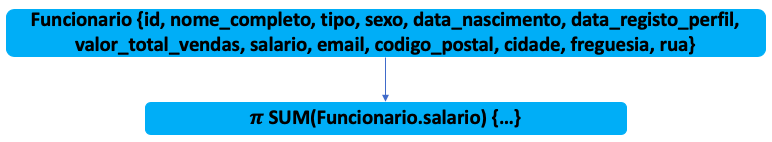 Funcionario {id, nome_completo, tipo, sexo, data_nascimento, data_registo_perfil,
valor_total_vendas, salario, email, codigo_postal, cidade, freguesia, rua}
𝝅 SUM(Funcionario.salario) {...}